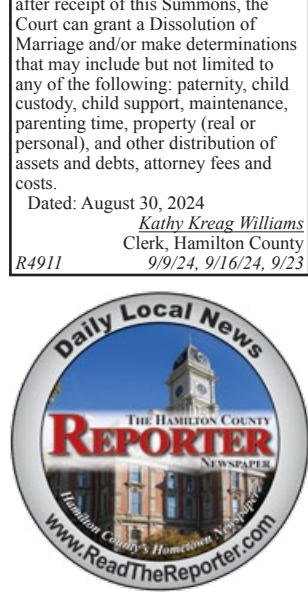 after receipt of this Summons, the
Court can grant a Dissolution of
Marriage and/or make determinations
that may include but not limited to
any of the following: paternity, child
custody, child support, maintenance,
parenting time, property (real or
personal), and other distribution of
assets and debts, attorney fees and
costs.
Dated: August 30, 2024
Kathy Kreag Williams
Clerk, Hamilton County
R4911 9/9/24, 9/16/24, 9/23
Daily Local News
THE HAMILTON COUNTY
REPORTER
NEWSPAPER
Hamilton County's Hometown Newspaper
www.ReadTheReporter.com